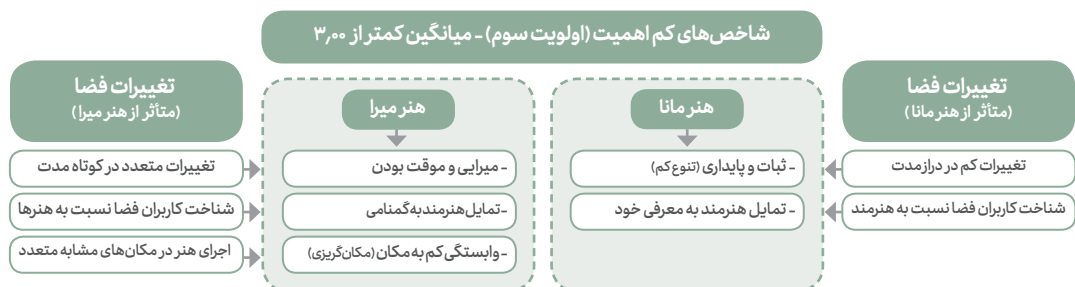 شاخص‌های کم اهمیت (اولویت سوم) - میانگین کمتر از ۳٫۰۰
تغییرات فضا
(متأثر از هنر مانا)
تغییرات کم در درازمدت
شناخت کاربران فضا نسبت به هنرمند
هنر مانا
- ثبات و پایداری (تنوع کم)
- تمایل هنرمند به معرفی خود
هنر میرا
- میرایی و موقت بودن
- تمایل هنرمند به گمنامی
- وابستگی کم به مکان (مکان‌گریزی)
تغییرات فضا
(متأثر از هنر میرا)
تغییرات متعدد در کوتاه مدت
شناخت کاربران فضا نسبت به هنرها
اجرای هنر در مکان‌های مشابه متعدد